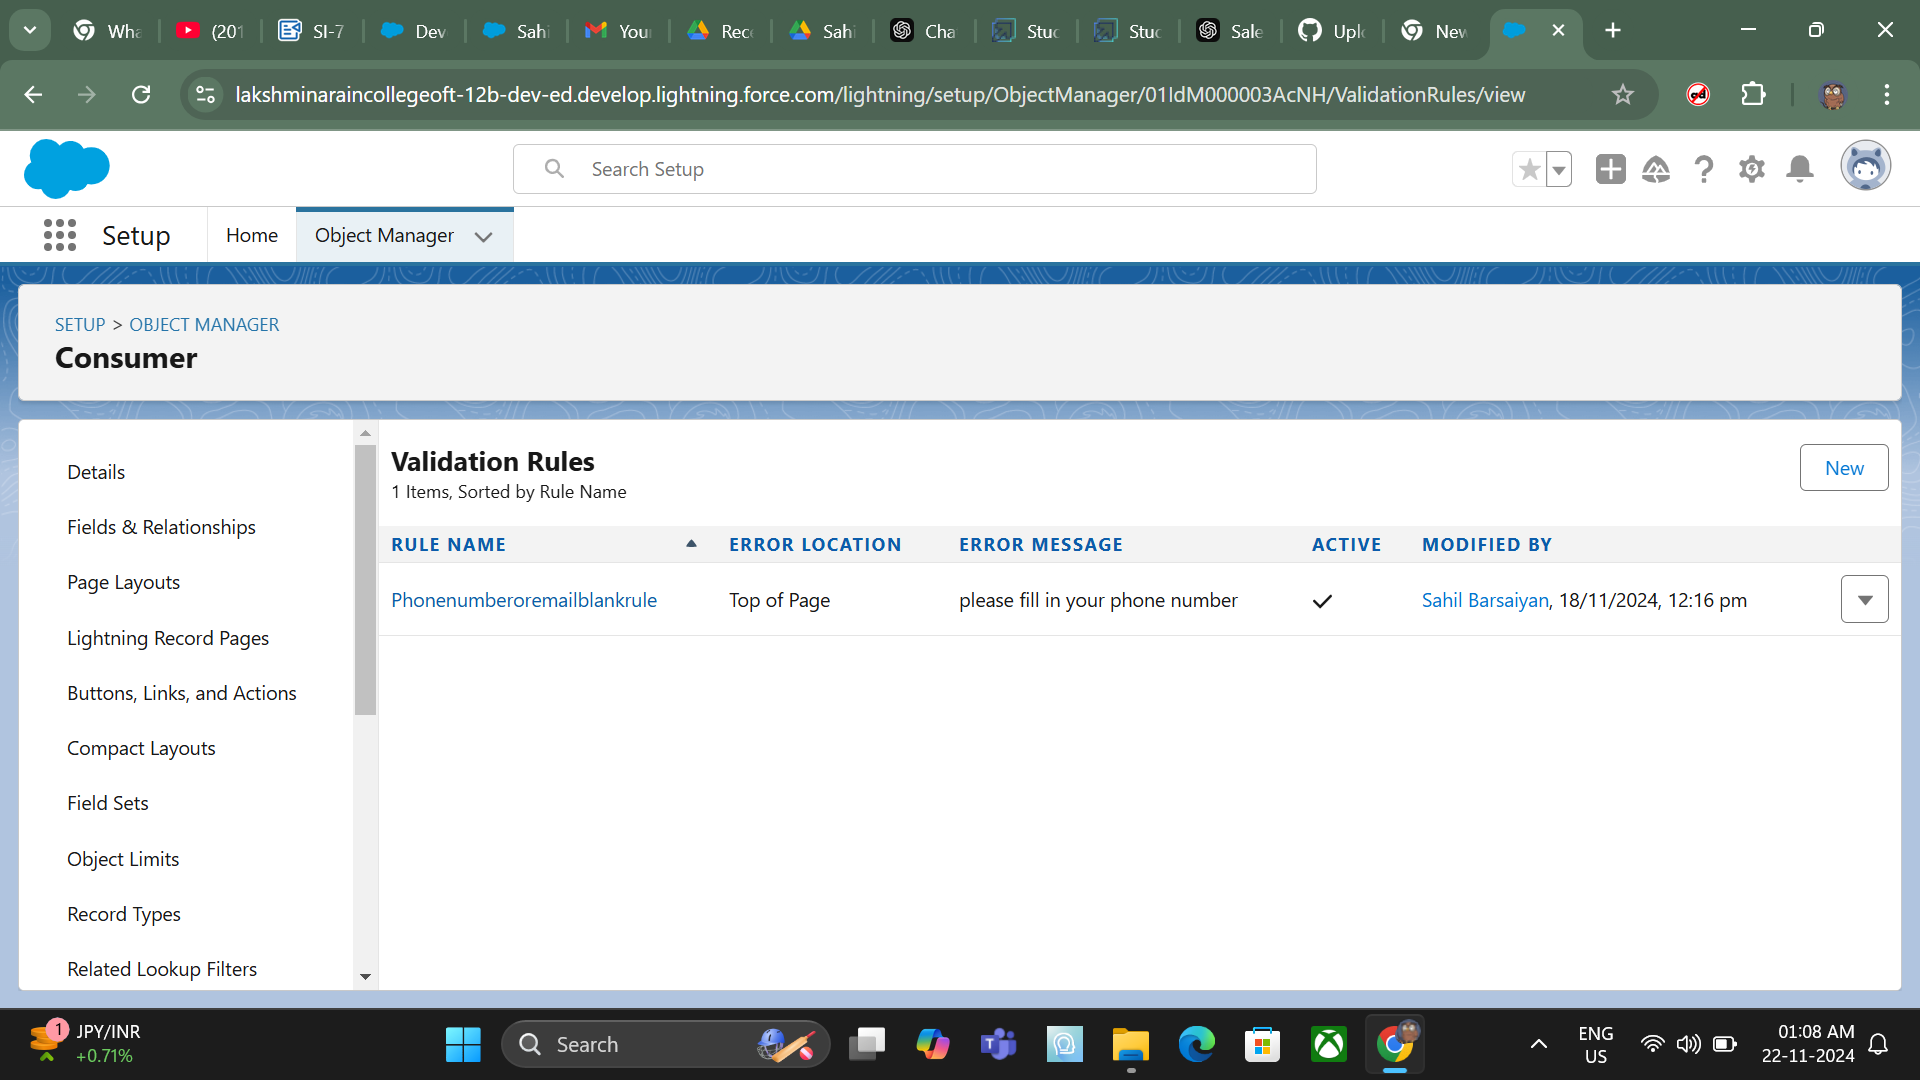 Wha
(201
SI-7
Dev
Sahi
You
Rec
Sahi
Cha
Stuc
Stuc
Sale
Uplo
New
lakshminaraincollegeoft-12b-dev-ed.develop.lightning.force.com/lightning/setup/ObjectManager/01IdM000003AcNH/ValidationRules/view
Search Setup
Setup
Home
Object Manager
SETUP > OBJECT MANAGER
Consumer
Details
Fields & Relationships
Page Layouts
Lightning Record Pages
Buttons, Links, and Actions
Compact Layouts
Field Sets
Object Limits
Record Types
Related Lookup Filters
Validation Rules
1 Items, Sorted by Rule Name
New
RULE NAME ERROR LOCATION ERROR MESSAGE ACTIVE MODIFIED BY
Phonenumberoremailblankrule Top of Page please fill in your phone number Sahil Barsaiyan, 18/11/2024, 12:16 pm
1
JPY/INR
+0.71%
Search
ENG
US
01:08 AM
22-11-2024